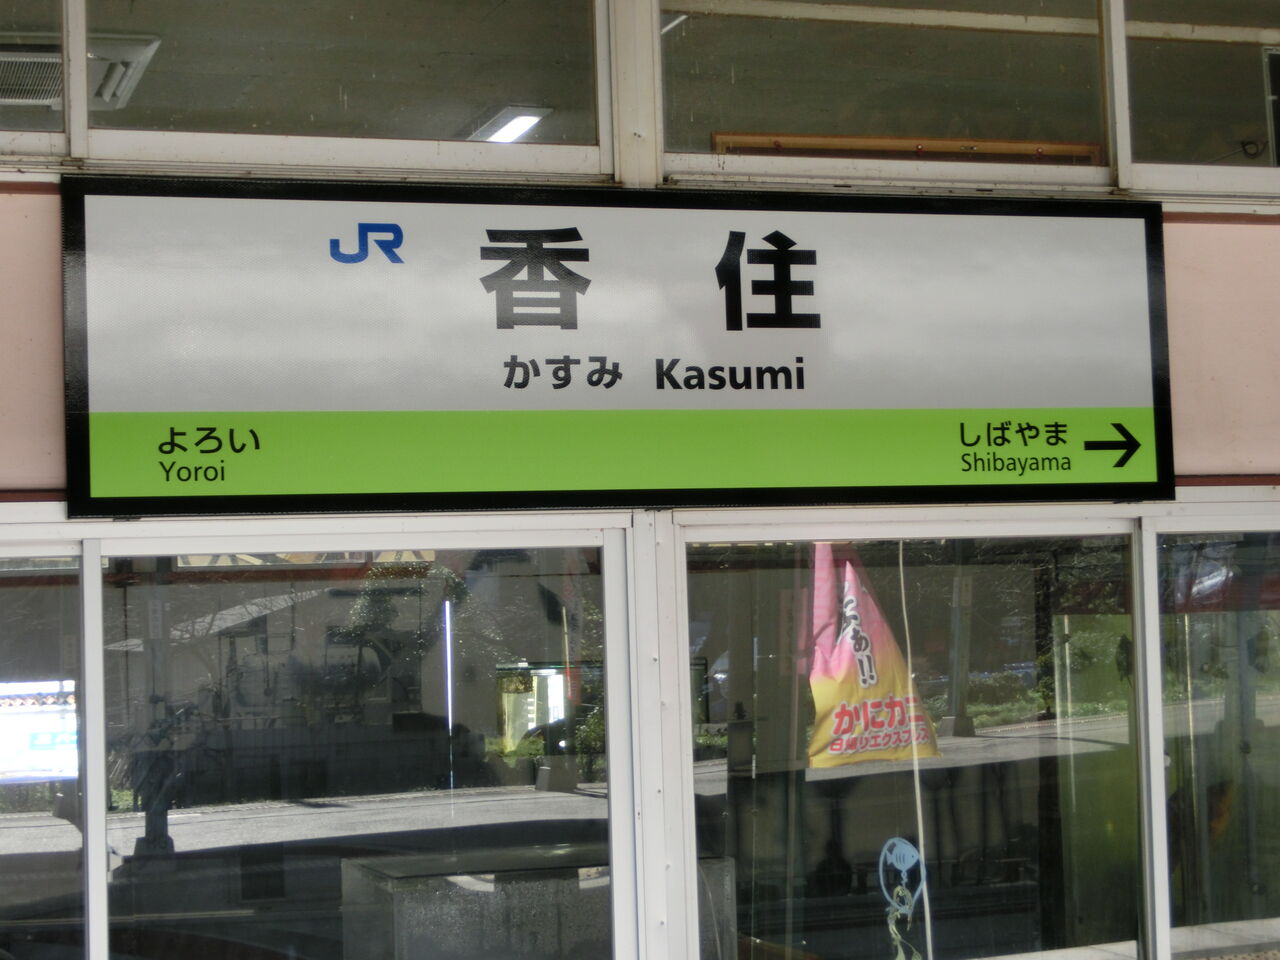 JR 香住
かすみ Kasumi
よろい
Yoroi
しばやま
Shibayama
かにカニ
日帰りエクスプレス